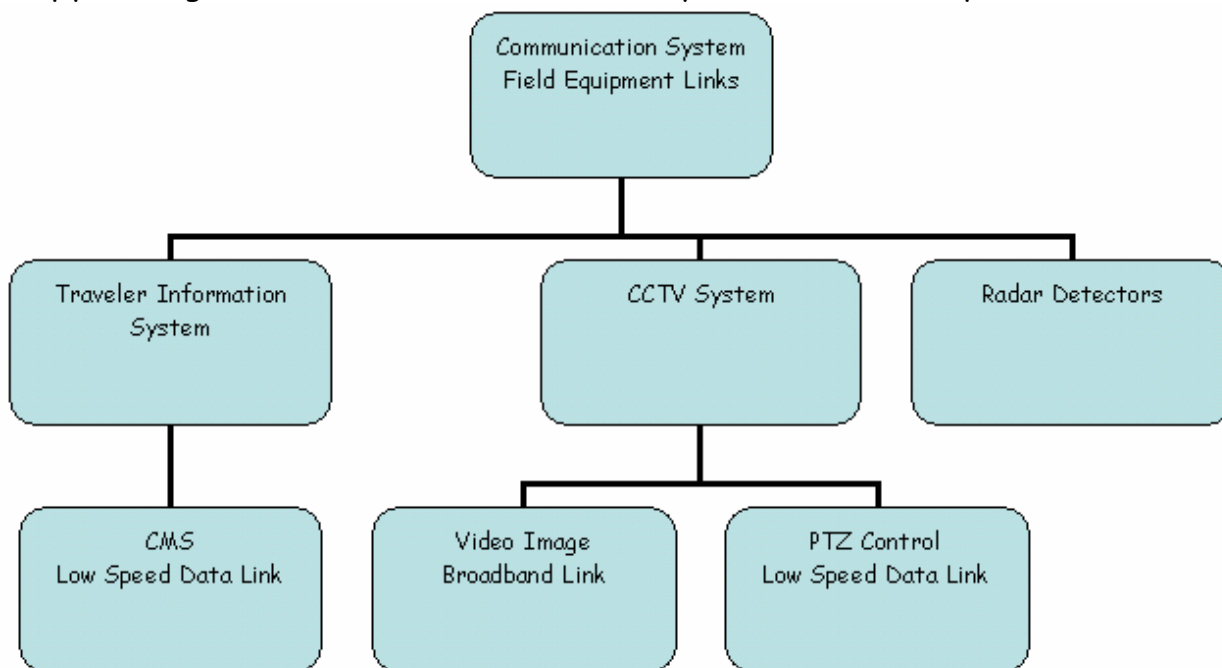 Communication System
Field Equipment Links
Traveler Information
System
CCTV System
Radar Detectors
CMS
Low Speed Data Link
Video Image
Broadband Link
PTZ Control
Low Speed Data Link